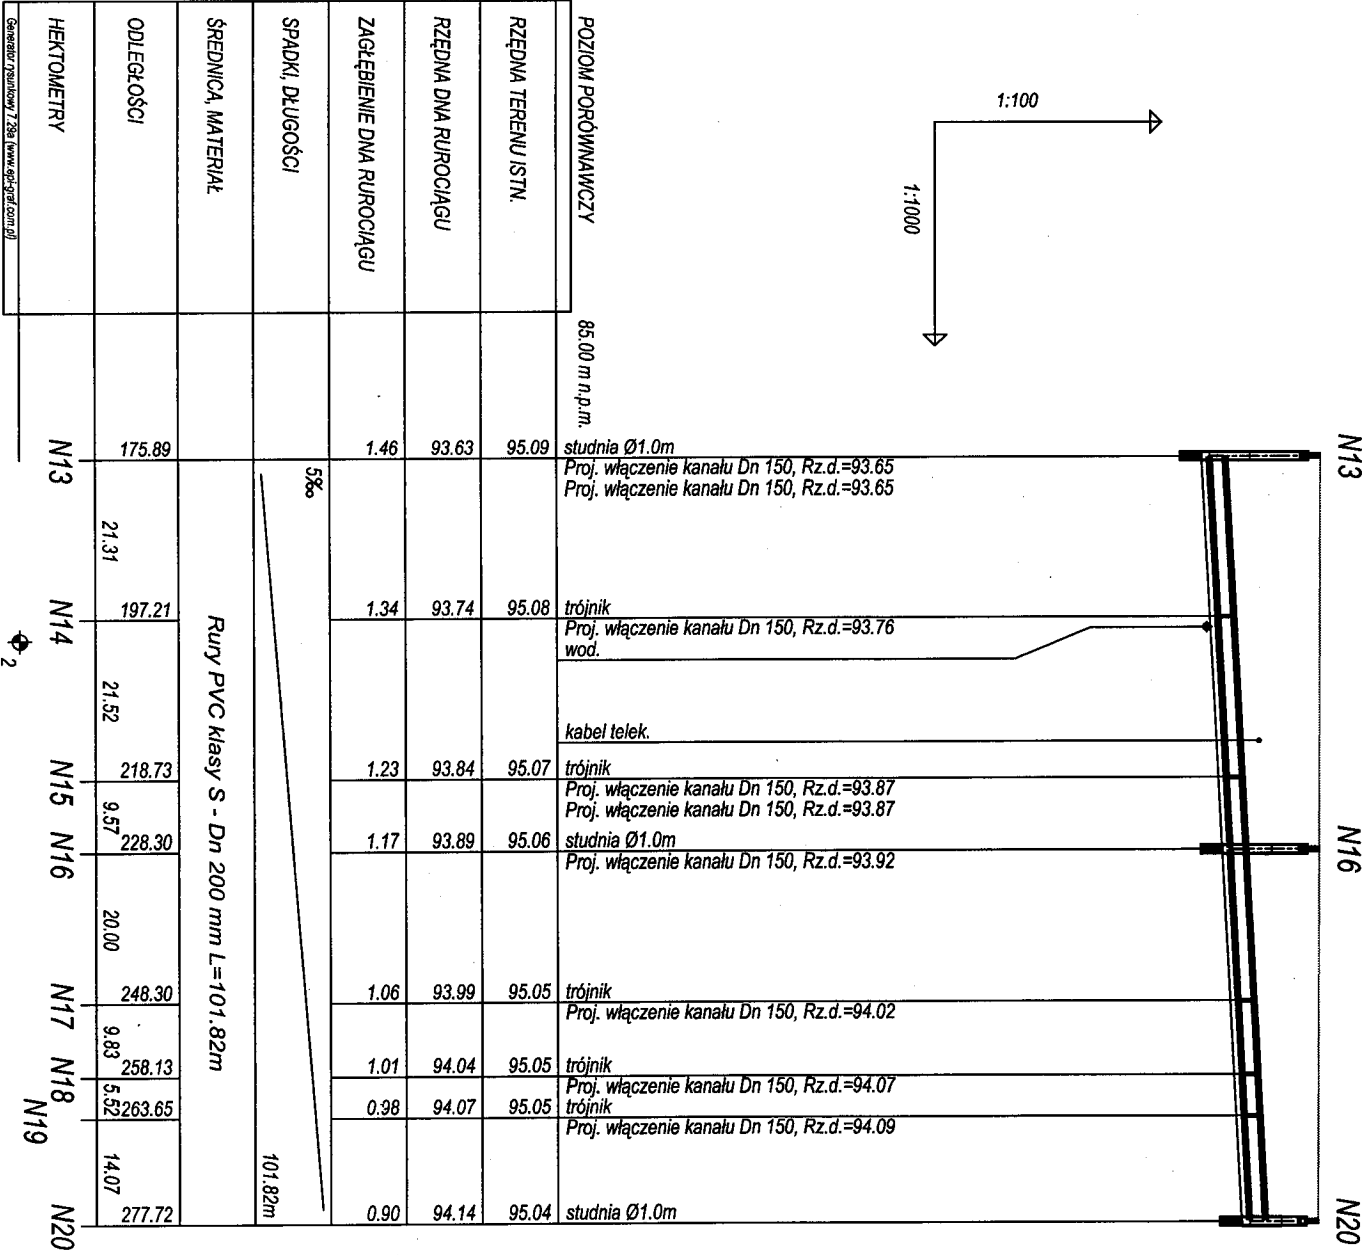 N13
N16
N20
1:100
1:1000
POZIOM PORÓWNAWCZY 85.00 m n.p.m.
studnia Ø1.0m
Proj. włączenie kanału Dn 150, Rz.d.=93.65
Proj. włączenie kanału Dn 150, Rz.d.=93.65
trójnik
Proj. włączenie kanału Dn 150, Rz.d.=93.76
wod.
kabel telek.
trójnik
Proj. włączenie kanału Dn 150, Rz.d.=93.87
Proj. włączenie kanału Dn 150, Rz.d.=93.87
studnia Ø1.0m
Proj. włączenie kanału Dn 150, Rz.d.=93.92
trójnik
Proj. włączenie kanału Dn 150, Rz.d.=94.02
trójnik
Proj. włączenie kanału Dn 150, Rz.d.=94.07
trójnik
Proj. włączenie kanału Dn 150, Rz.d.=94.09
studnia Ø1.0m
RZĘDNA TERENU ISTN. 95.09 95.08 95.07 95.06 95.05 95.05 95.05 95.04
RZĘDNA DNA RUROCIĄGU 93.63 93.74 93.84 93.89 93.99 94.04 94.07 94.14
ZAGŁĘBIENIE DNA RUROCIĄGU 1.46 1.34 1.23 1.17 1.06 1.01 0.98 0.90
SPADKI, DŁUGOŚCI 5‰ 101.82m
ŚREDNICA, MATERIAŁ Rury PVC klasy S - Dn 200 mm L=101.82m
ODLEGŁOŚCI 175.89 21.31 197.21 21.52 218.73 9.57 228.30 20.00 248.30 9.83 258.13 5.52 263.65 14.07 277.72
HEKTOMETRY N13 N14 N15 N16 N17 N18 N19 N20
2
Generator rysunkowy 7.29a (www.epi-graf.com.pl)